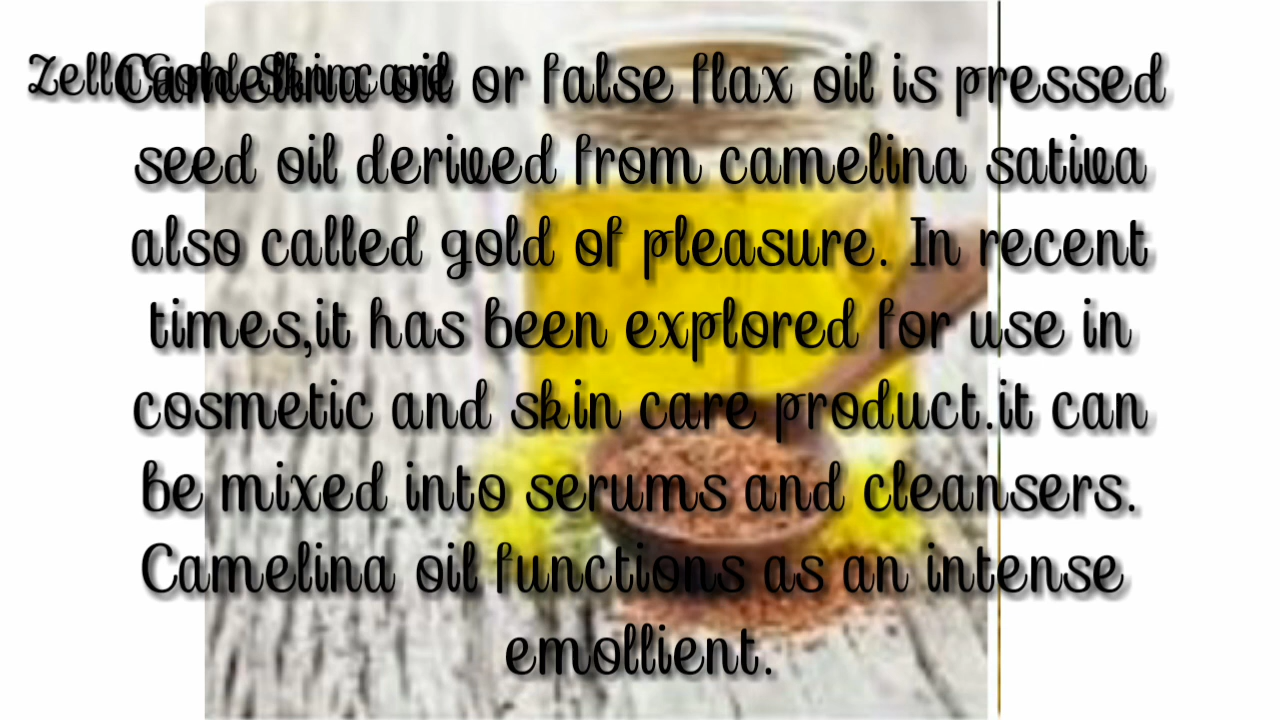 Zella Gold Skincare
Camelina oil or false flax oil is pressed
seed oil derived from camelina sativa
also called gold of pleasure. In recent
times,it has been explored for use in
cosmetic and skin care product.it can
be mixed into serums and cleansers.
Camelina oil functions as an intense
emollient.